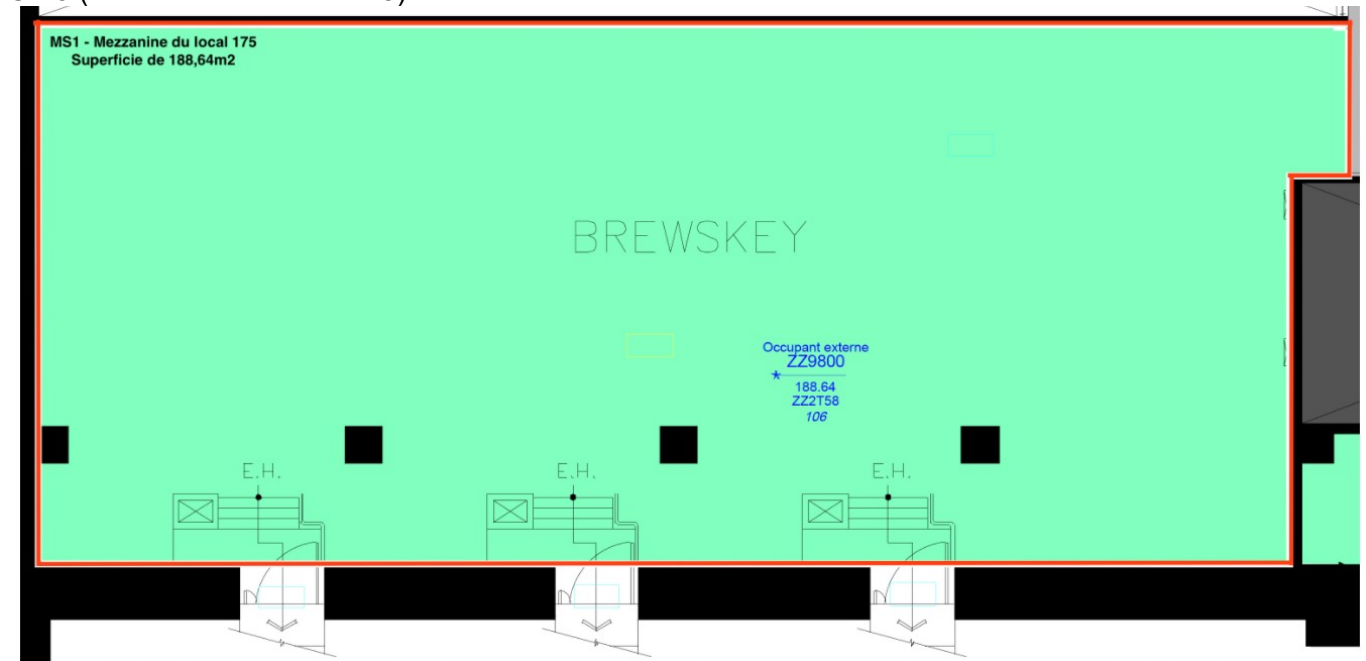 MS1 - Mezzanine du local 175
Superficie de 188,64m2
BREWSKEY
Occupant externe
ZZ9800
*
188.64
ZZ2T58
106
E.H.
E.H.
E.H.